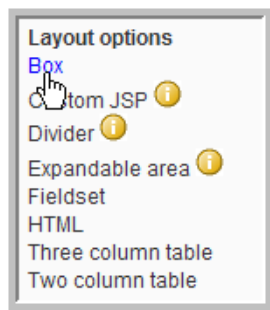 Layout options
Box
Custom JSP
Divider
Expandable area
Fieldset
HTML
Three column table
Two column table